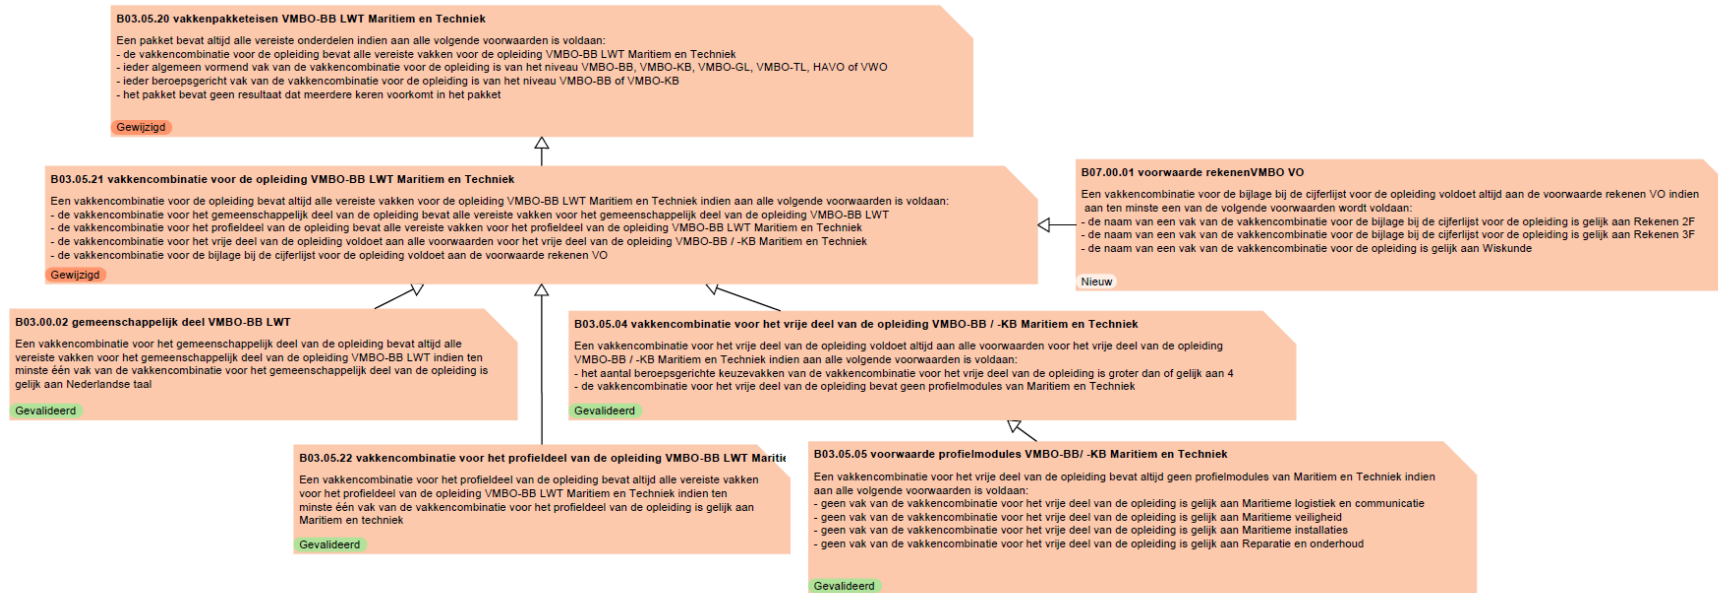 B03.05.20 vakkenpakketeisen VMBO-BB LWT Maritiem en Techniek
Een pakket bevat altijd alle vereiste onderdelen indien aan alle volgende voorwaarden is voldaan:
- de vakkencombinatie voor de opleiding bevat alle vereiste vakken voor de opleiding VMBO-BB LWT Maritiem en Techniek
- ieder algemeen vormend vak van de vakkencombinatie voor de opleiding is van het niveau VMBO-BB, VMBO-KB, VMBO-GL, VMBO-TL, HAVO of VWO
- ieder beroepsgericht vak van de vakkencombinatie voor de opleiding is van het niveau VMBO-BB of VMBO-KB
- het pakket bevat geen resultaat dat meerdere keren voorkomt in het pakket
Gewijzigd
B03.05.21 vakkencombinatie voor de opleiding VMBO-BB LWT Maritiem en Techniek
Een vakkencombinatie voor de opleiding bevat altijd alle vereiste vakken voor de opleiding VMBO-BB LWT Maritiem en Techniek indien aan alle volgende voorwaarden is voldaan:
- de vakkencombinatie voor het gemeenschappelijk deel van de opleiding bevat alle vereiste vakken voor het gemeenschappelijk deel van de opleiding VMBO-BB LWT
- de vakkencombinatie voor het profieldeel van de opleiding bevat alle vereiste vakken voor het profieldeel van de opleiding VMBO-BB LWT Maritiem en Techniek
- de vakkencombinatie voor het vrije deel van de opleiding voldoet aan alle voorwaarden voor het vrije deel van de opleiding VMBO-BB / -KB Maritiem en Techniek
- de vakkencombinatie voor de bijlage bij de cijferlijst voor de opleiding voldoet aan de voorwaarde rekenen VO
Gewijzigd
B07.00.01 voorwaarde rekenenVMBO VO
Een vakkencombinatie voor de bijlage bij de cijferlijst voor de opleiding voldoet altijd aan de voorwaarde rekenen VO indien
aan ten minste een van de volgende voorwaarden wordt voldaan:
- de naam van een vak van de vakkencombinatie voor de bijlage bij de cijferlijst voor de opleiding is gelijk aan Rekenen 2F
- de naam van een vak van de vakkencombinatie voor de bijlage bij de cijferlijst voor de opleiding is gelijk aan Rekenen 3F
- de naam van een vak van de vakkencombinatie voor de opleiding is gelijk aan Wiskunde
Nieuw
B03.00.02 gemeenschappelijk deel VMBO-BB LWT
Een vakkencombinatie voor het gemeenschappelijk deel van de opleiding bevat altijd alle
vereiste vakken voor het gemeenschappelijk deel van de opleiding VMBO-BB LWT indien ten
minste één vak van de vakkencombinatie voor het gemeenschappelijk deel van de opleiding is
gelijk aan Nederlandse taal
Gevalideerd
B03.05.04 vakkencombinatie voor het vrije deel van de opleiding VMBO-BB / -KB Maritiem en Techniek
Een vakkencombinatie voor het vrije deel van de opleiding voldoet altijd aan alle voorwaarden voor het vrije deel van de opleiding
VMBO-BB / -KB Maritiem en Techniek indien aan alle volgende voorwaarden is voldaan:
- het aantal beroepsgerichte keuzevakken van de vakkencombinatie voor het vrije deel van de opleiding is groter dan of gelijk aan 4
- de vakkencombinatie voor het vrije deel van de opleiding bevat geen profielmodules van Maritiem en Techniek
Gevalideerd
B03.05.22 vakkencombinatie voor het profieldeel van de opleiding VMBO-BB LWT Maritie
Een vakkencombinatie voor het profieldeel van de opleiding bevat altijd alle vereiste vakken
voor het profieldeel van de opleiding VMBO-BB LWT Maritiem en Techniek indien ten
minste één vak van de vakkencombinatie voor het profieldeel van de opleiding is gelijk aan
Maritiem en techniek
Gevalideerd
B03.05.05 voorwaarde profielmodules VMBO-BB/ -KB Maritiem en Techniek
Een vakkencombinatie voor het vrije deel van de opleiding bevat altijd geen profielmodules van Maritiem en Techniek indien
aan alle volgende voorwaarden is voldaan:
- geen vak van de vakkencombinatie voor het vrije deel van de opleiding is gelijk aan Maritieme logistiek en communicatie
- geen vak van de vakkencombinatie voor het vrije deel van de opleiding is gelijk aan Maritieme veiligheid
- geen vak van de vakkencombinatie voor het vrije deel van de opleiding is gelijk aan Maritieme installaties
- geen vak van de vakkencombinatie voor het vrije deel van de opleiding is gelijk aan Reparatie en onderhoud
Gevalideerd